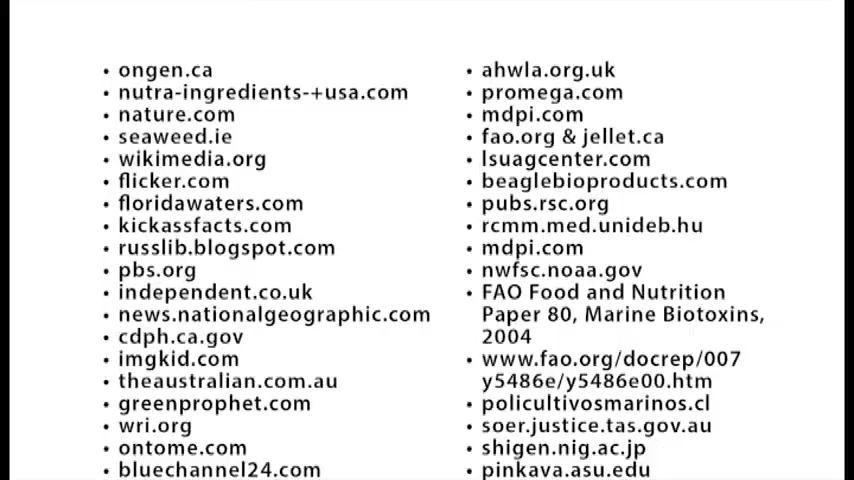 • ongen.ca
• nutra-ingredients-+usa.com
• nature.com
• seaweed.ie
• wikimedia.org
• flicker.com
• floridawaters.com
• kickassfacts.com
• russlib.blogspot.com
• pbs.org
• independent.co.uk
• news.nationalgeographic.com
• cdph.ca.gov
• imgkid.com
• theaustralian.com.au
• greenprophet.com
• wri.org
• ontome.com
• bluechannel24.com
• ahwla.org.uk
• promega.com
• mdpi.com
• fao.org & jellet.ca
• lsuagcenter.com
• beaglebioproducts.com
• pubs.rsc.org
• rcmm.med.unideb.hu
• mdpi.com
• nwfsc.noaa.gov
• FAO Food and Nutrition
Paper 80, Marine Biotoxins,
2004
• www.fao.org/docrep/007
y5486e/y5486e00.htm
• policultivosmarinos.cl
• soer.justice.tas.gov.au
• shigen.nig.ac.jp
• pinkava.asu.edu